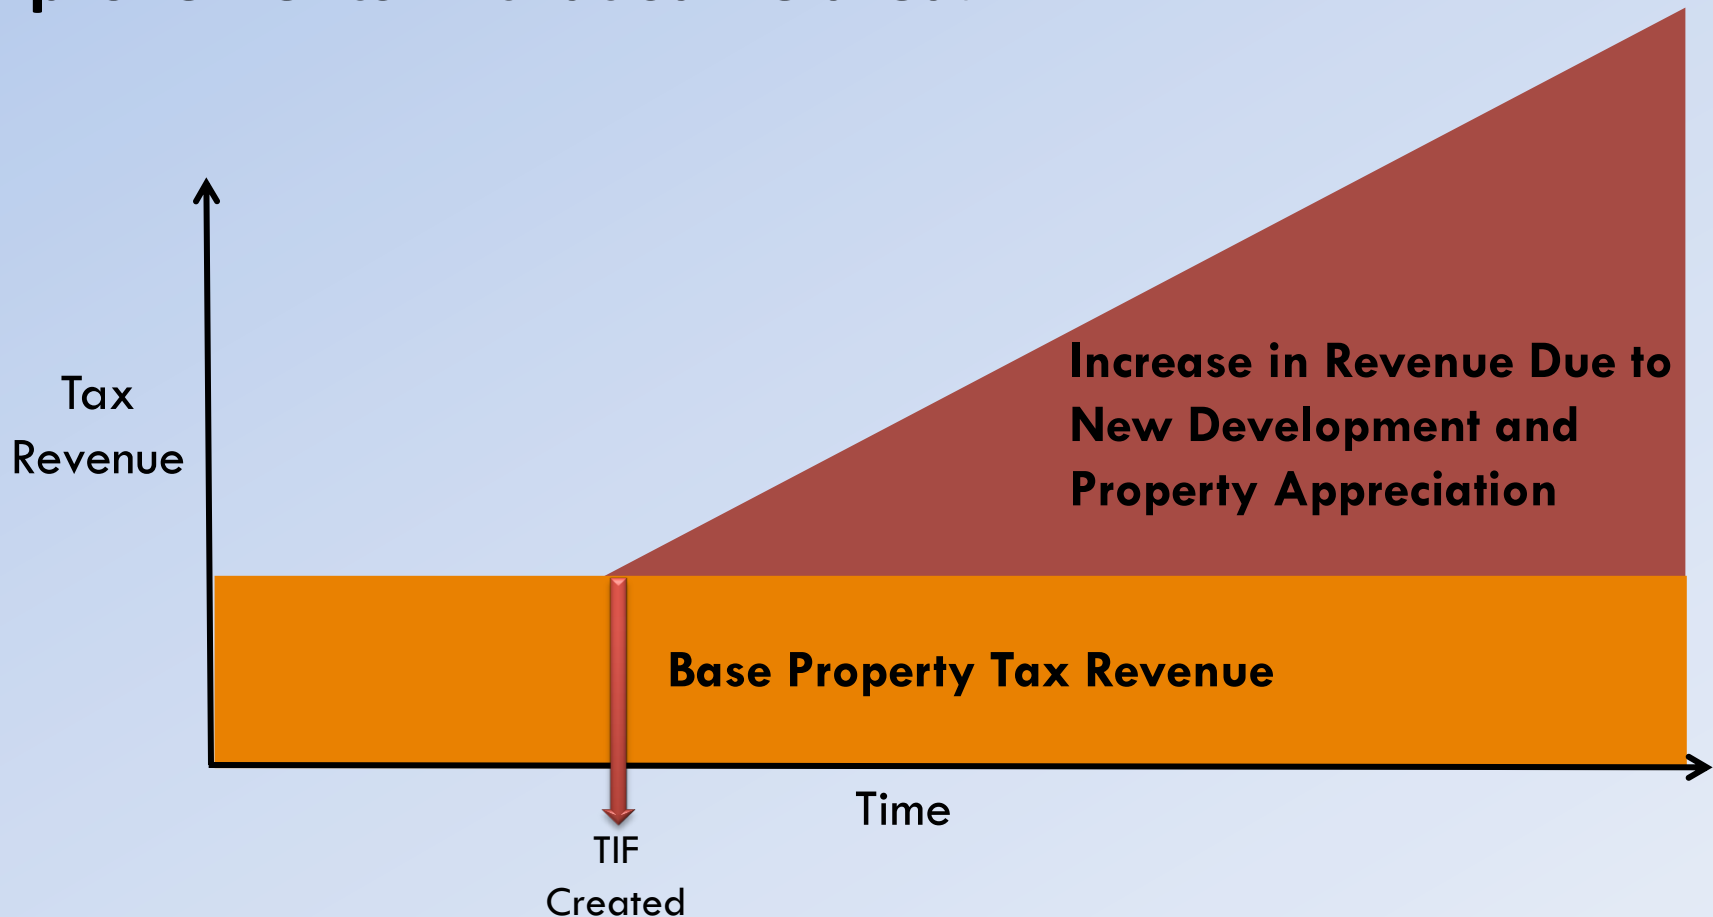 Tax
Revenue
Increase in Revenue Due to
New Development and
Property Appreciation
Base Property Tax Revenue
Time
TIF
Created